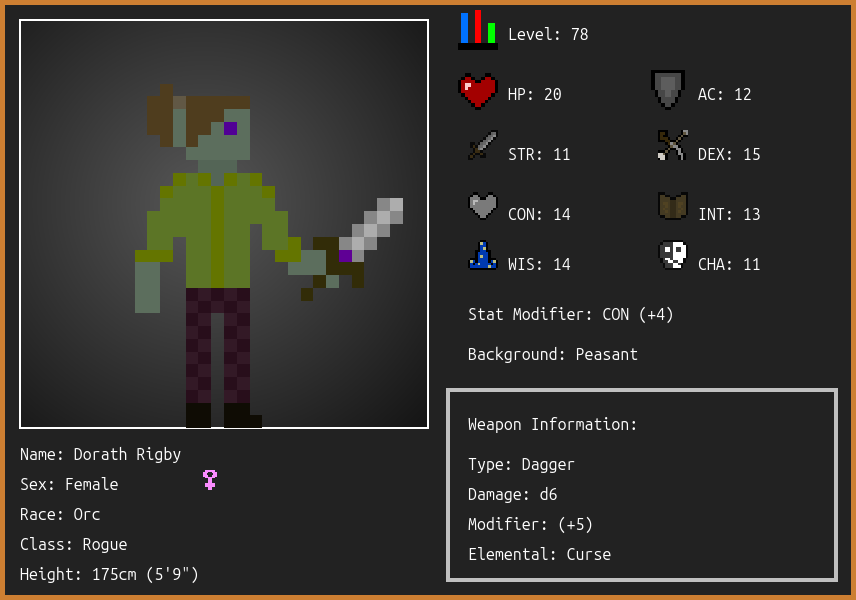 Level: 78
HP: 20
AC: 12
STR: 11
DEX: 15
CON: 14
INT: 13
WIS: 14
CHA: 11
Stat Modifier: CON (+4)
Background: Peasant
Weapon Information:
Type: Dagger
Damage: d6
Modifier: (+5)
Elemental: Curse
Name: Dorath Rigby
Sex: Female
Race: Orc
Class: Rogue
Height: 175cm (5'9")